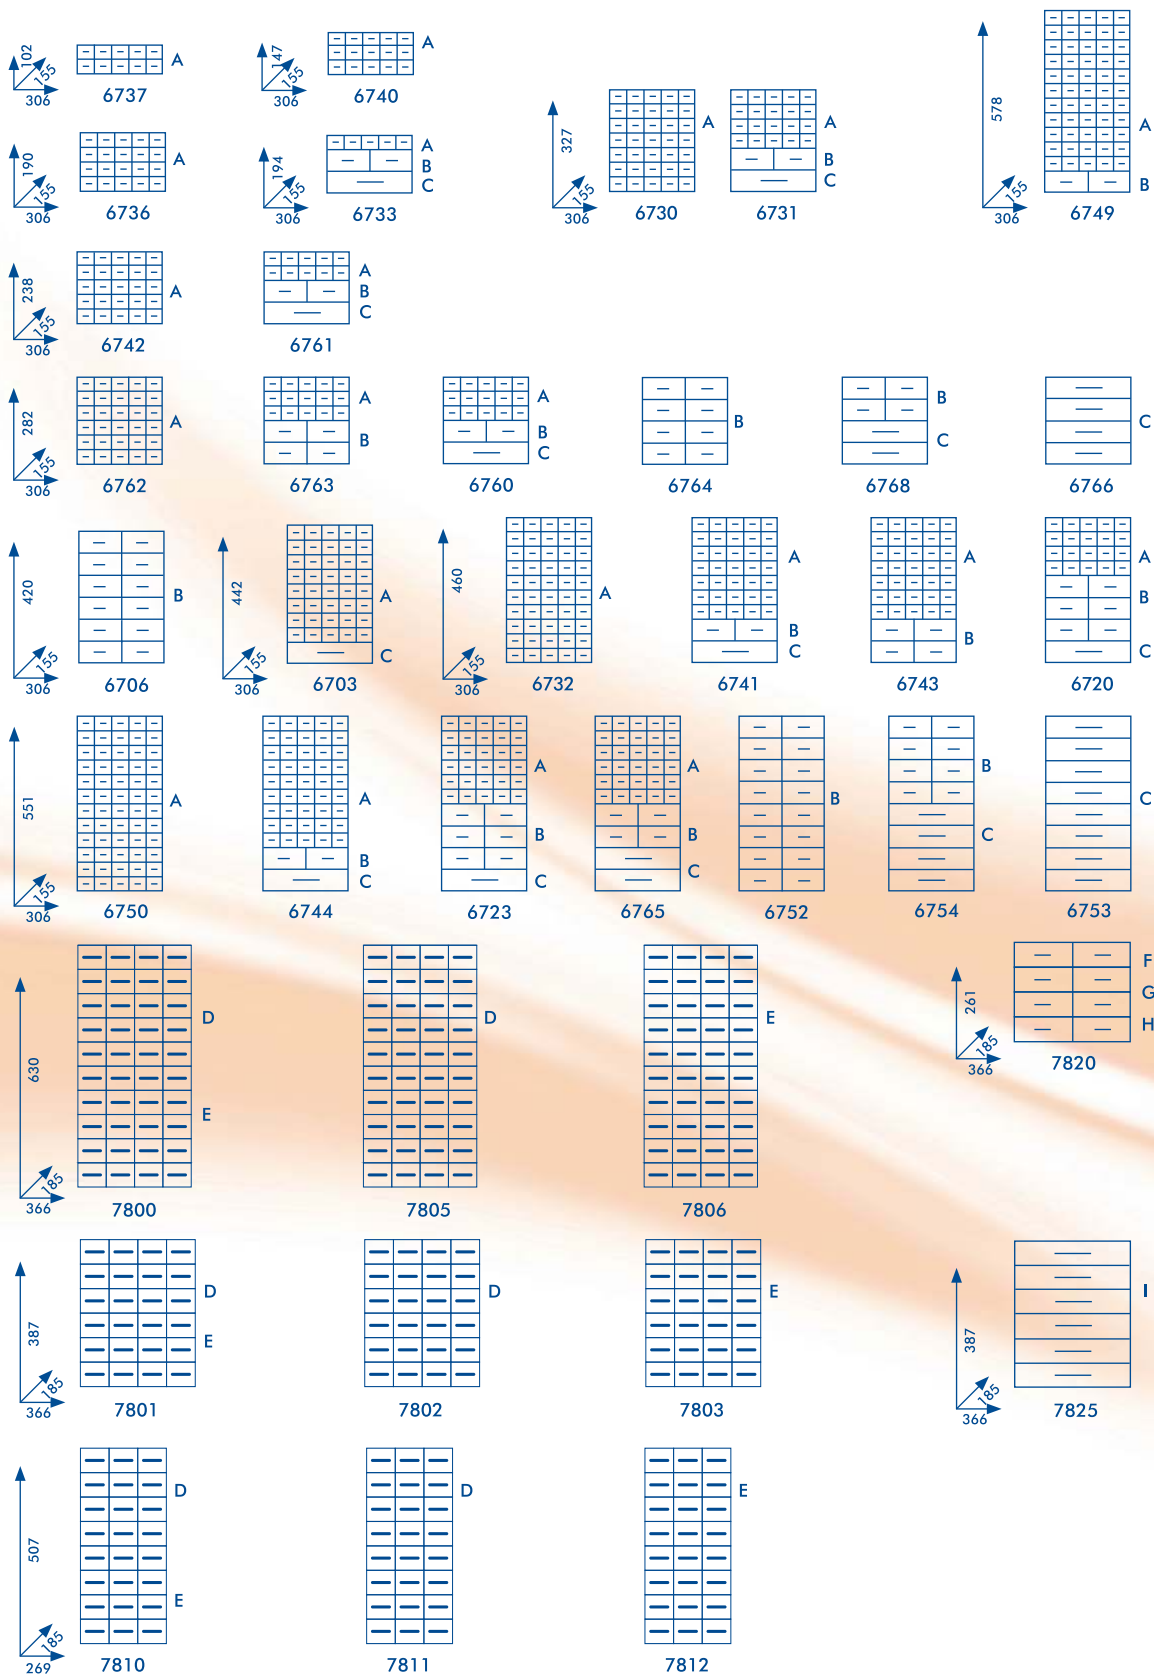 102 155 306 A 6737
147 155 306 A 6740
578 155 306 A B 6749
190 155 306 A 6736
194 155 306 A B C 6733
327 155 306 A 6730
A B C 6731
238 155 306 A 6742
A B C 6761
282 155 306 A 6762
A B 6763
A B C 6760
B 6764
B C 6768
C 6766
420 155 306 B 6706
442 155 306 A C 6703
460 155 306 A 6732
A B C 6741
A B 6743
A B C 6720
551 155 306 A 6750
A B C 6744
A B C 6723
A B C 6765
B 6752
B C 6754
C 6753
630 185 366 D E 7800
D 7805
E 7806
261 185 366 F G H 7820
387 185 366 D E 7801
D 7802
E 7803
387 185 366 I 7825
507 185 269 D E 7810
D 7811
E 7812